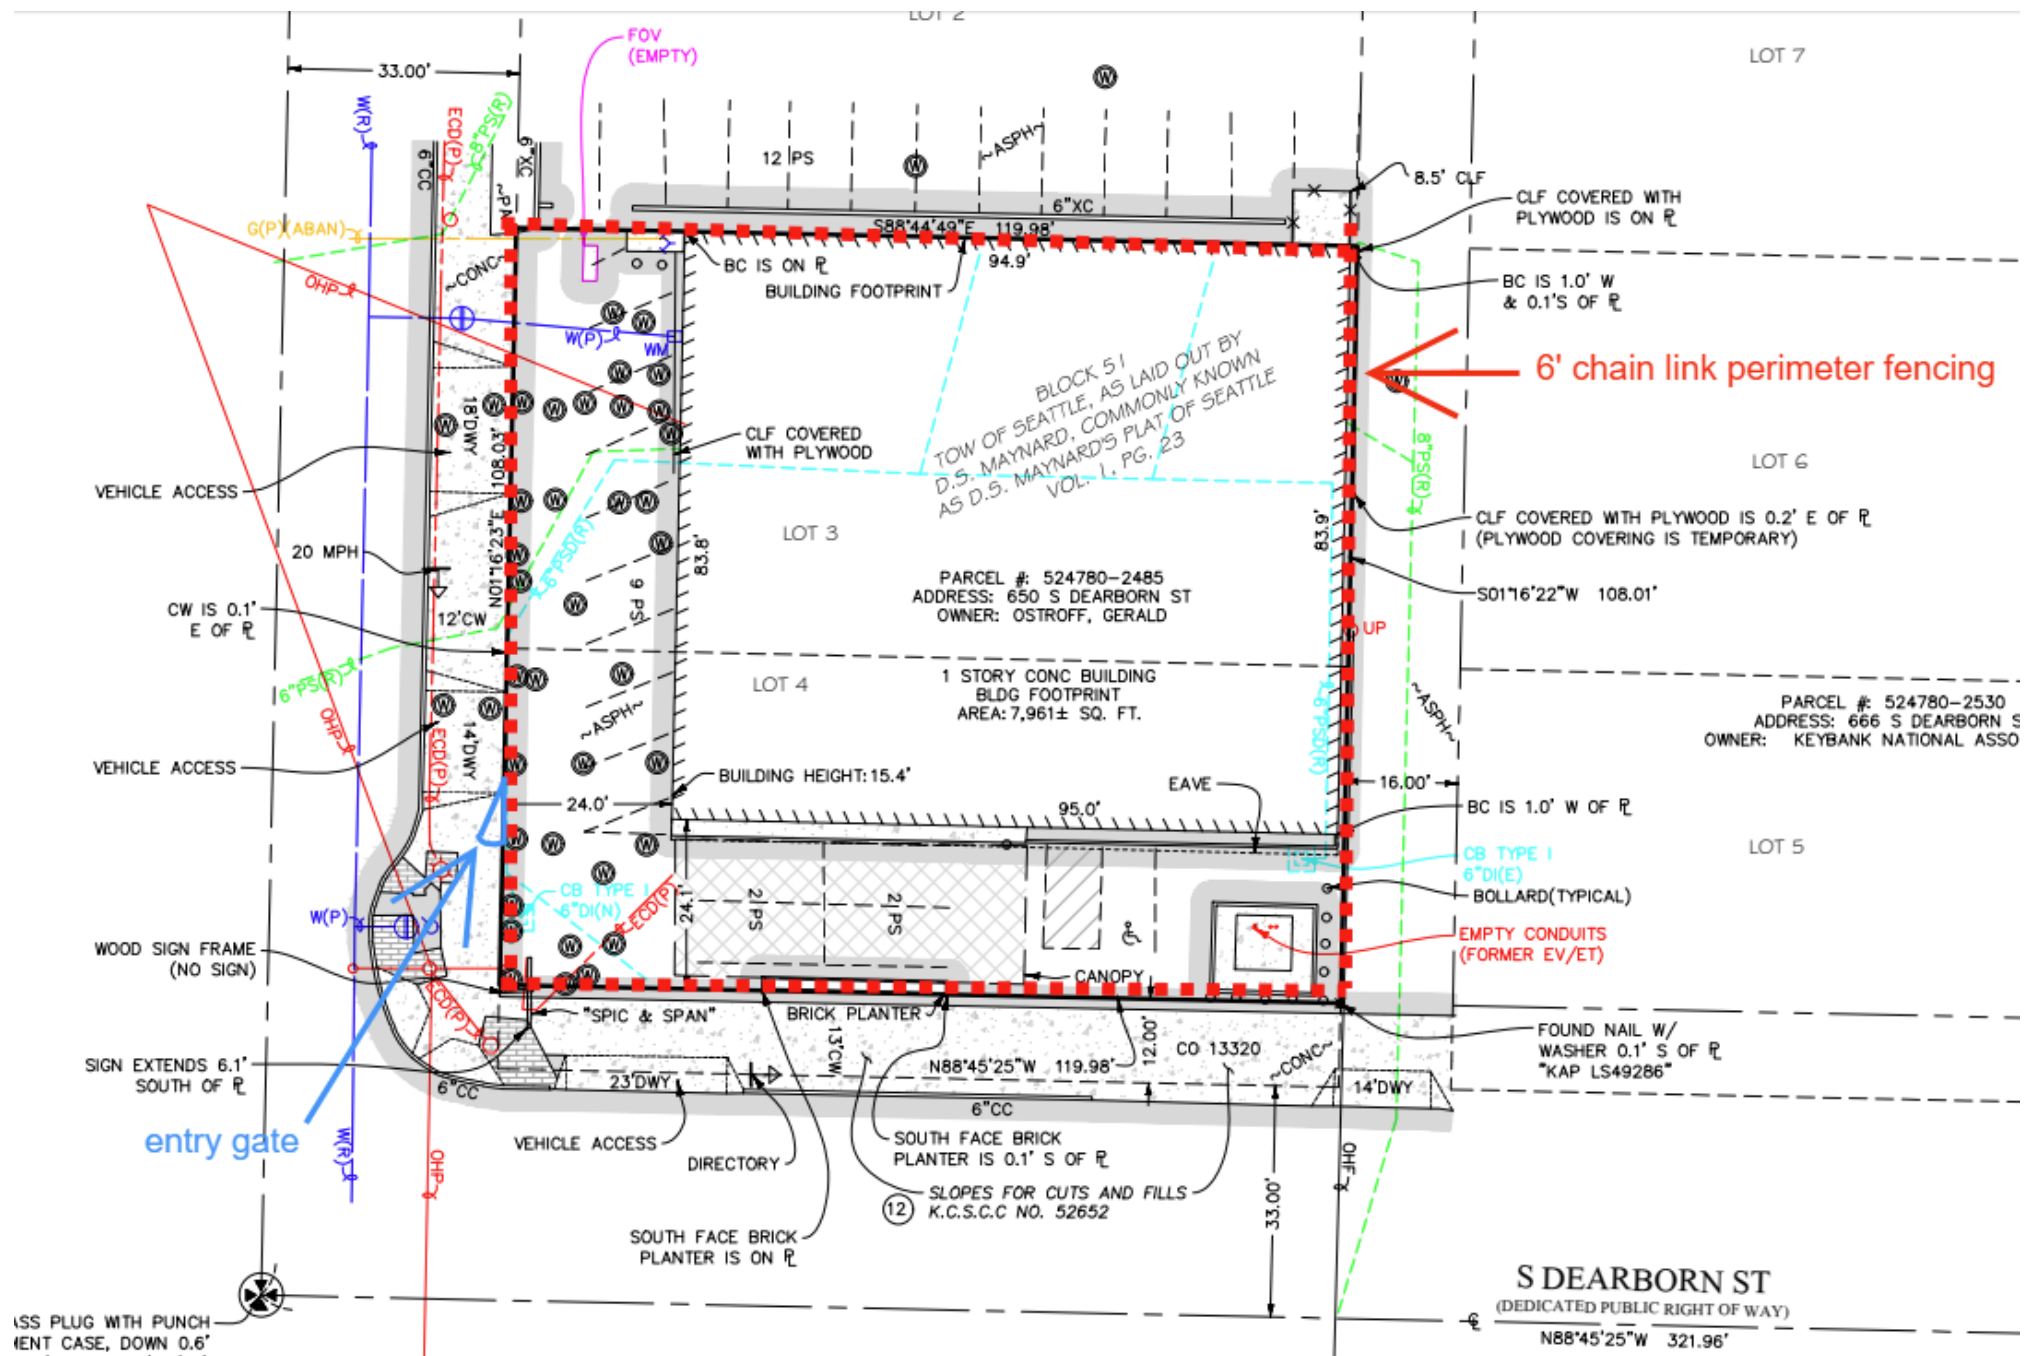 LOT 2
LOT 7
33.00'
FOV
(EMPTY)
W(R)
ECD(P)
8"PS(R)
6"CC
6"XC
12 PS
~ASPH~
8.5' CLF
CLF COVERED WITH
PLYWOOD IS ON PL
6"XC
S88°44'49"E 119.98'
G(P)(ABAN)
~CONC~
OHP
BC IS ON PL
94.9'
BUILDING FOOTPRINT
BC IS 1.0' W
& 0.1'S OF PL
W(P)
WM
6' chain link perimeter fencing
BLOCK 51
TOW OF SEATTLE, AS LAID OUT BY
D.S. MAYNARD, COMMONLY KNOWN
AS D.S. MAYNARD'S PLAT OF SEATTLE
VOL. 1, PG. 23
18'DWY
N01°16'23"E 108.03'
CLF COVERED
WITH PLYWOOD
8"PS(R)
LOT 6
VEHICLE ACCESS
CLF COVERED WITH PLYWOOD IS 0.2' E OF PL
(PLYWOOD COVERING IS TEMPORARY)
LOT 3
83.8'
83.9'
20 MPH
6"PSD(R)
9 PS
PARCEL #: 524780-2485
ADDRESS: 650 S DEARBORN ST
OWNER: OSTROFF, GERALD
S01°16'22"W 108.01'
CW IS 0.1'
E OF PL
12'CW
UP
6"PS(R)
LOT 4
1 STORY CONC BUILDING
BLDG FOOTPRINT
AREA: 7,961± SQ. FT.
6"PSD(R)
~ASPH~
~ASPH~
PARCEL #: 524780-2530
ADDRESS: 666 S DEARBORN S
OWNER: KEYBANK NATIONAL ASSO
OHP
ECD(P)
14'DWY
VEHICLE ACCESS
BUILDING HEIGHT: 15.4'
EAVE
16.00'
24.0'
95.0'
BC IS 1.0' W OF PL
LOT 5
CB TYPE I
6"DI(E)
CB TYPE I
6"DI(N)
ECD(P)
24.1'
2 PS
2 PS
BOLLARD(TYPICAL)
W(P)
WOOD SIGN FRAME
(NO SIGN)
EMPTY CONDUITS
(FORMER EV/ET)
CANOPY
ECD(P)
"SPIC & SPAN"
BRICK PLANTER
13'CW
12.00'
CO 13320
~CONC~
FOUND NAIL W/
WASHER 0.1' S OF PL
"KAP LS49286"
SIGN EXTENDS 6.1'
SOUTH OF PL
N88°45'25"W 119.98'
6"CC
23'DWY
14'DWY
6"CC
entry gate
W(R)
OHP
VEHICLE ACCESS
DIRECTORY
SOUTH FACE BRICK
PLANTER IS 0.1' S OF PL
OHP
12
SLOPES FOR CUTS AND FILLS
K.C.S.C.C NO. 52652
33.00'
SOUTH FACE BRICK
PLANTER IS ON PL
S DEARBORN ST
(DEDICATED PUBLIC RIGHT OF WAY)
N88°45'25"W 321.96'
ASS PLUG WITH PUNCH
MENT CASE, DOWN 0.6'